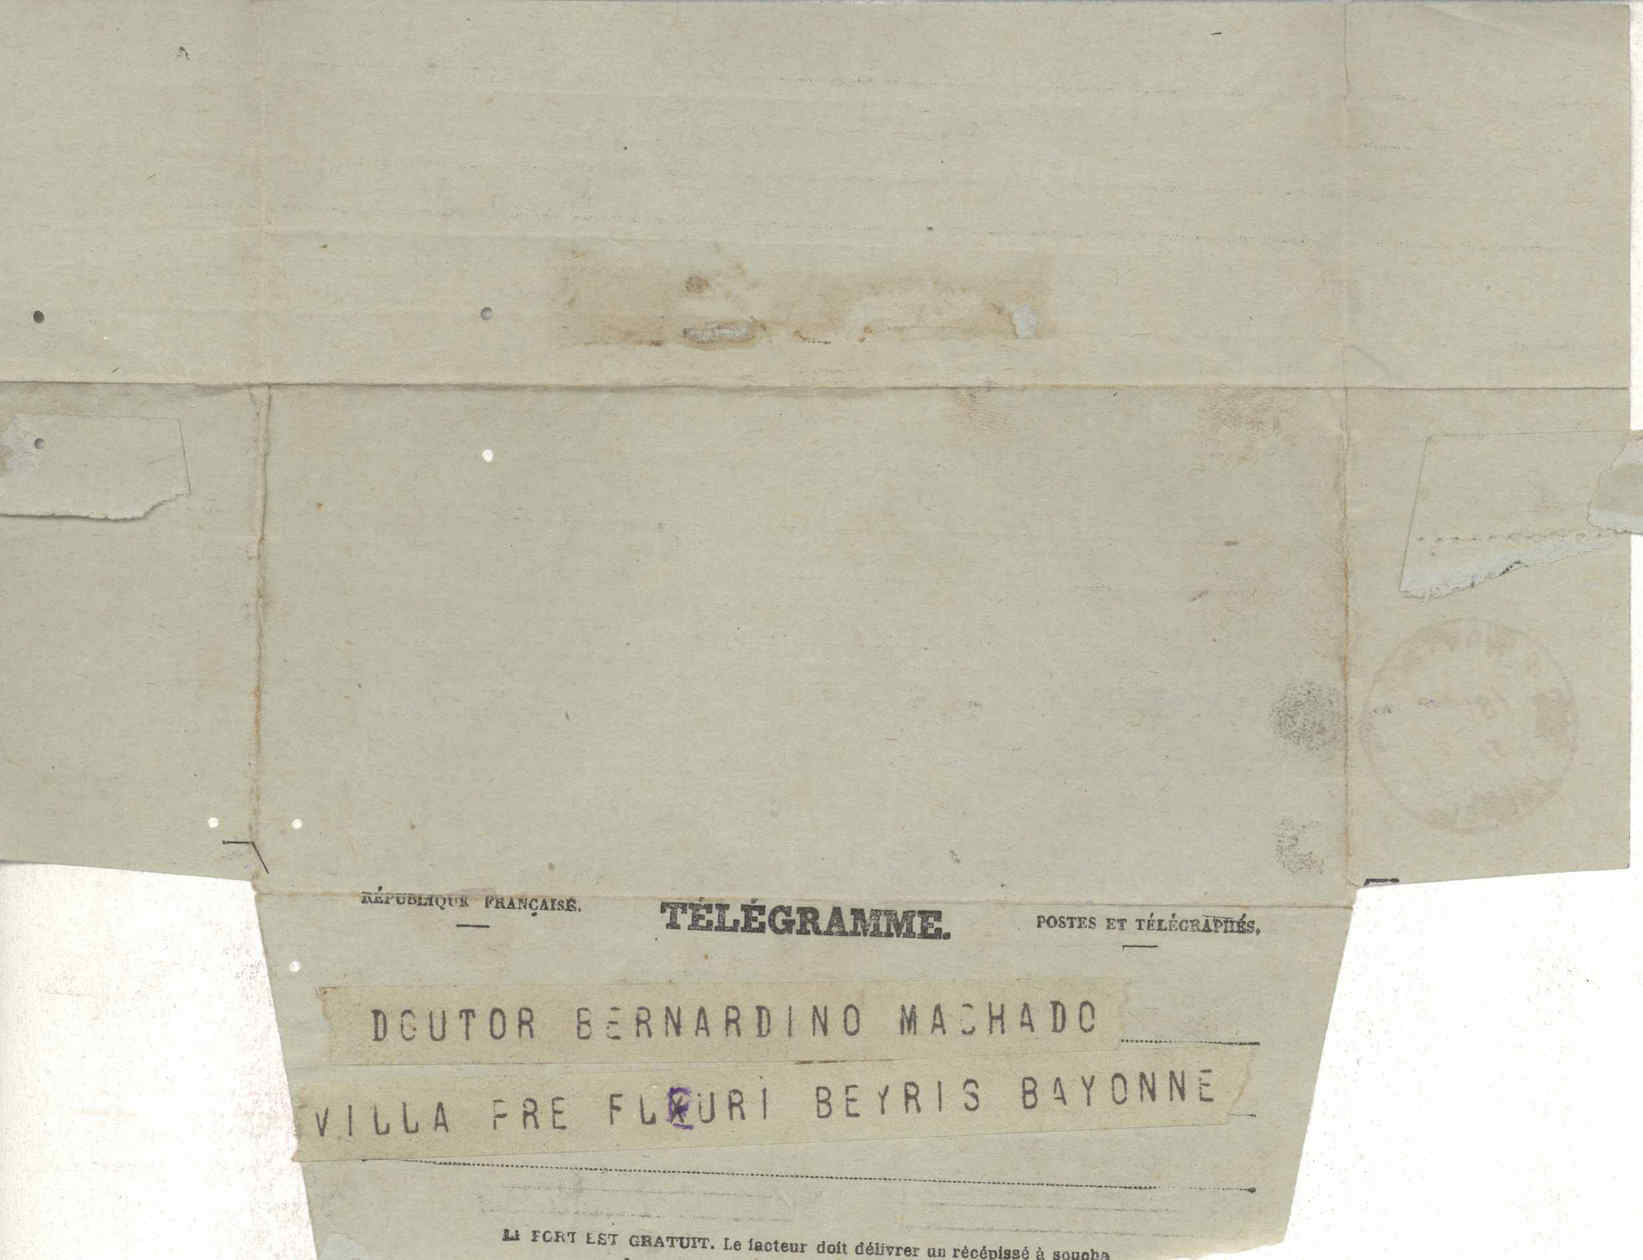 RÉPUBLIQUE FRANÇAISE.
TÉLÉGRAMME.
POSTES ET TÉLÉGRAPHES.
DOUTOR BERNARDINO MACHADO
VILLA PRE FLEURI BEYRIS BAYONNE
LE PORT EST GRATUIT. Le facteur doit délivrer un récépissé à souche